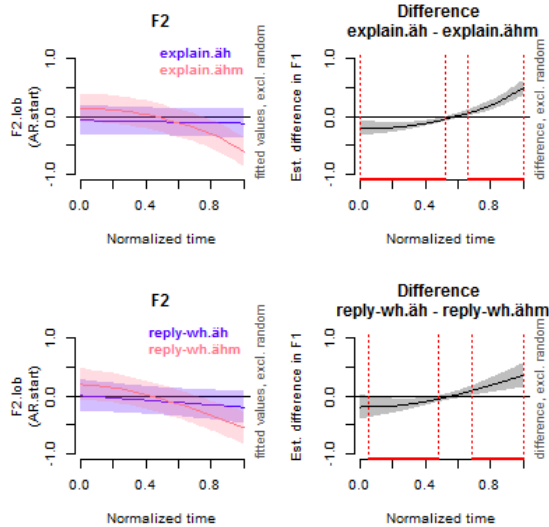 F2
explain.äh
explain.ähm
F2.lob
(AR.start)
1.0
0.0
-1.0
0.0 0.4 0.8
Normalized time
fitted values, excl. random
Difference
explain.äh - explain.ähm
Est. difference in F1
1.0
0.0
-1.0
0.0 0.4 0.8
Normalized time
difference, excl. random
F2
reply-wh.äh
reply-wh.ähm
F2.lob
(AR.start)
1.0
0.0
-1.0
0.0 0.4 0.8
Normalized time
fitted values, excl. random
Difference
reply-wh.äh - reply-wh.ähm
Est. difference in F1
1.0
0.0
-1.0
0.0 0.4 0.8
Normalized time
difference, excl. random